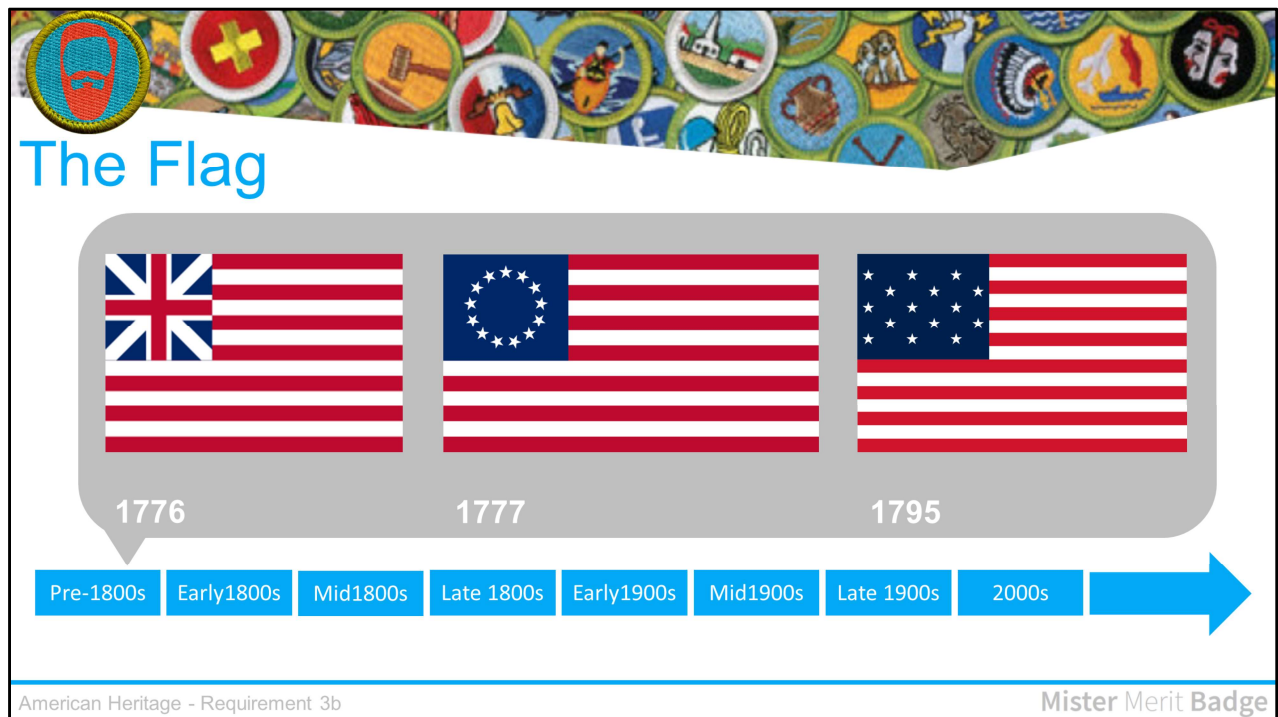 The Flag
1776 1777 1795
Pre-1800s Early1800s Mid1800s Late 1800s Early1900s Mid1900s Late 1900s 2000s
American Heritage - Requirement 3b Mister Merit Badge